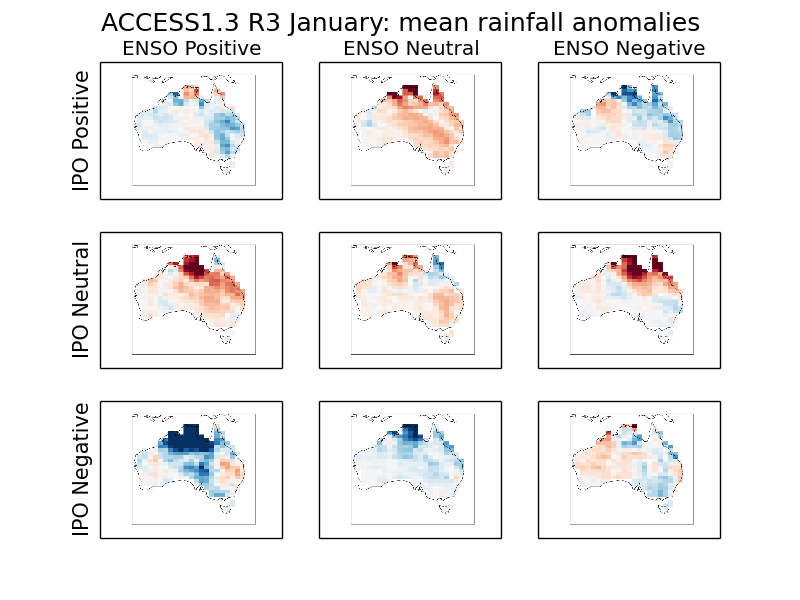 ACCESS1.3 R3 January: mean rainfall anomalies
ENSO Positive
ENSO Neutral
ENSO Negative
IPO Positive
IPO Neutral
IPO Negative